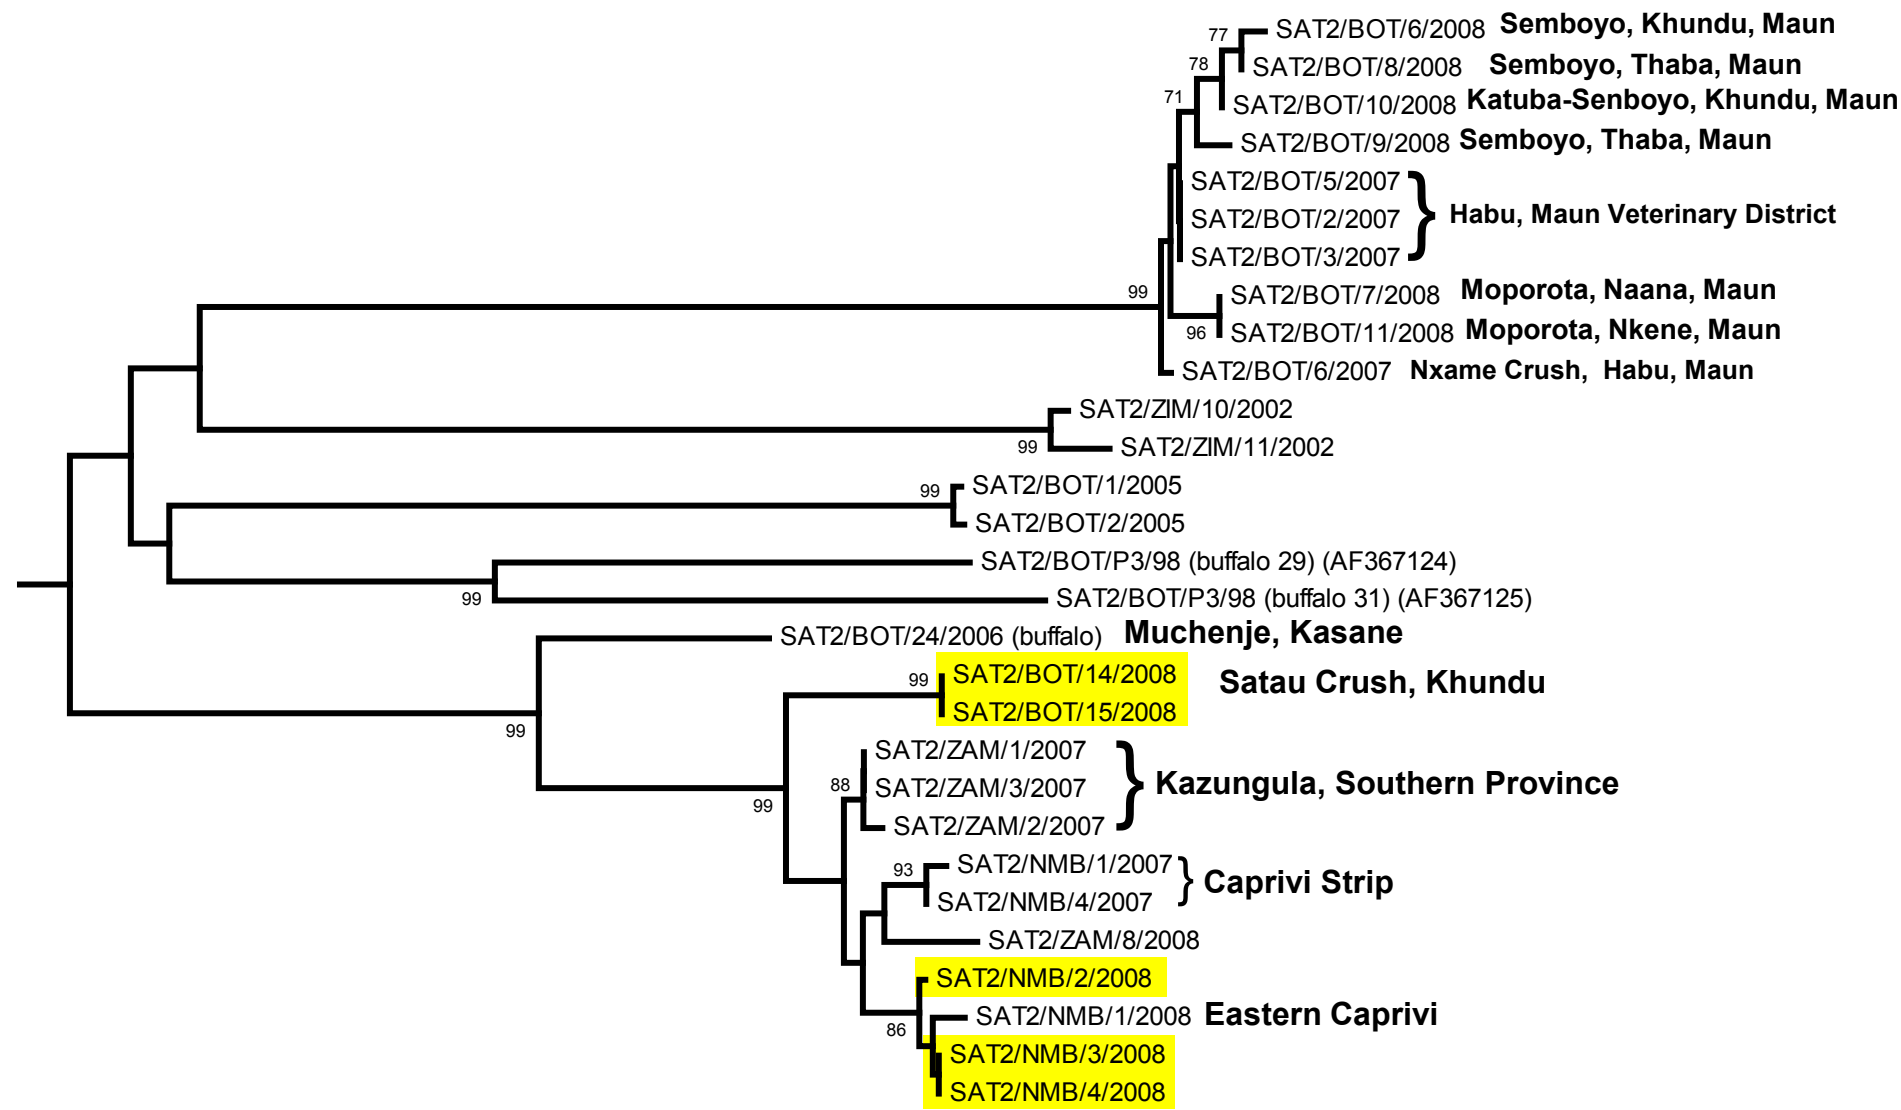 77
SAT2/BOT/6/2008 Semboyo, Khundu, Maun
78
SAT2/BOT/8/2008 Semboyo, Thaba, Maun
71
SAT2/BOT/10/2008 Katuba-Senboyo, Khundu, Maun
SAT2/BOT/9/2008 Semboyo, Thaba, Maun
SAT2/BOT/5/2007
SAT2/BOT/2/2007 } Habu, Maun Veterinary District
SAT2/BOT/3/2007
99
SAT2/BOT/7/2008 Moporota, Naana, Maun
96
SAT2/BOT/11/2008 Moporota, Nkene, Maun
SAT2/BOT/6/2007 Nxame Crush, Habu, Maun
SAT2/ZIM/10/2002
99
SAT2/ZIM/11/2002
99
SAT2/BOT/1/2005
SAT2/BOT/2/2005
SAT2/BOT/P3/98 (buffalo 29) (AF367124)
99
SAT2/BOT/P3/98 (buffalo 31) (AF367125)
SAT2/BOT/24/2006 (buffalo) Muchenje, Kasane
99
SAT2/BOT/14/2008 Satau Crush, Khundu
SAT2/BOT/15/2008
99
SAT2/ZAM/1/2007
88
SAT2/ZAM/3/2007 } Kazungula, Southern Province
99
SAT2/ZAM/2/2007
93
SAT2/NMB/1/2007 } Caprivi Strip
SAT2/NMB/4/2007
SAT2/ZAM/8/2008
SAT2/NMB/2/2008
86
SAT2/NMB/1/2008 Eastern Caprivi
SAT2/NMB/3/2008
SAT2/NMB/4/2008